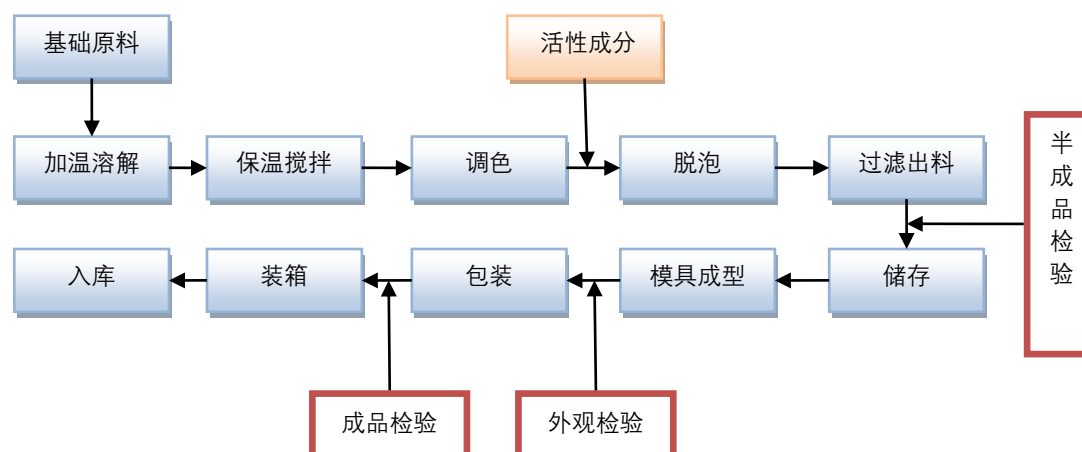 基础原料
活性成分
加温溶解
保温搅拌
调色
脱泡
过滤出料
半
成
品
检
验
入库
装箱
包装
模具成型
储存
成品检验
外观检验